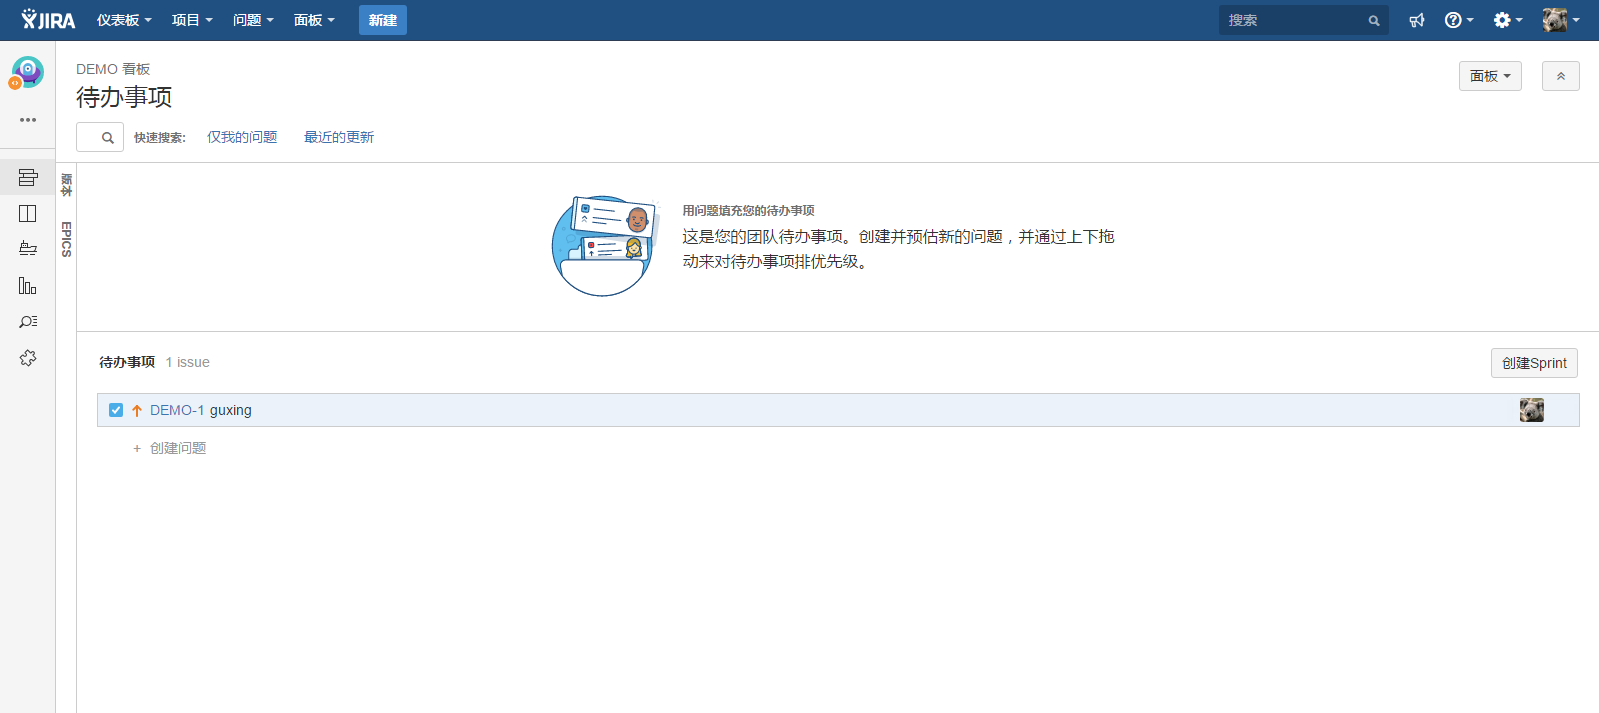 JIRA 仪表板 项目 问题 面板 新建 搜索
DEMO 看板
待办事项
面板
快速搜索: 仅我的问题 最近的更新
版本
EPICS
用问题填充您的待办事项
这是您的团队待办事项。创建并预估新的问题，并通过上下拖
动来对待办事项排优先级。
待办事项 1 issue 创建Sprint
DEMO-1 guxing
+ 创建问题